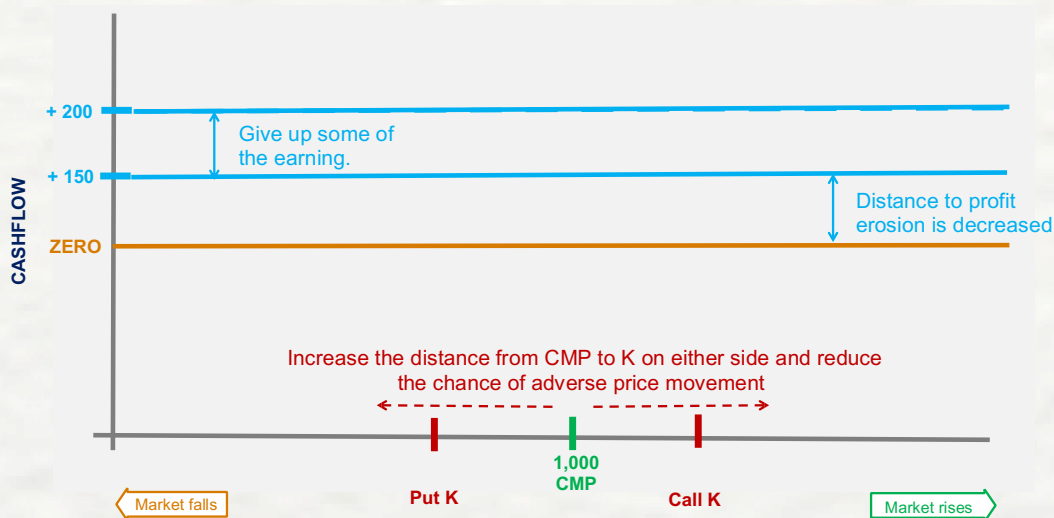 + 200
Give up some of
the earning.
+ 150
Distance to profit
erosion is decreased
ZERO
CASHFLOW
Increase the distance from CMP to K on either side and reduce
the chance of adverse price movement
1,000
CMP
Put K
Call K
Market falls
Market rises